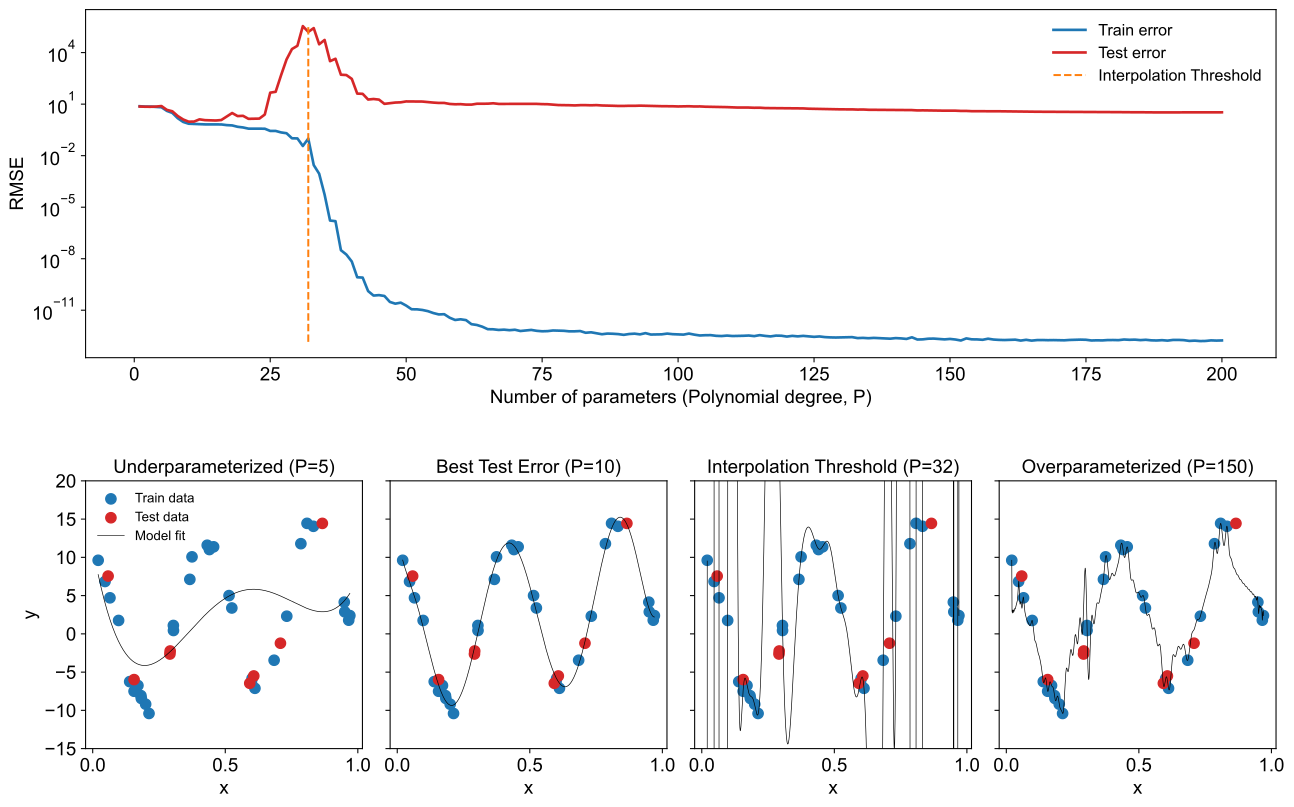 10⁴
10¹
10⁻²
10⁻⁵
10⁻⁸
10⁻¹¹
RMSE
Train error
Test error
Interpolation Threshold
0 25 50 75 100 125 150 175 200
Number of parameters (Polynomial degree, P)
Underparameterized (P=5)
Best Test Error (P=10)
Interpolation Threshold (P=32)
Overparameterized (P=150)
20
15
10
5
0
−5
−10
−15
y
Train data
Test data
Model fit
0.0 0.5 1.0
0.0 0.5 1.0
0.0 0.5 1.0
0.0 0.5 1.0
x
x
x
x